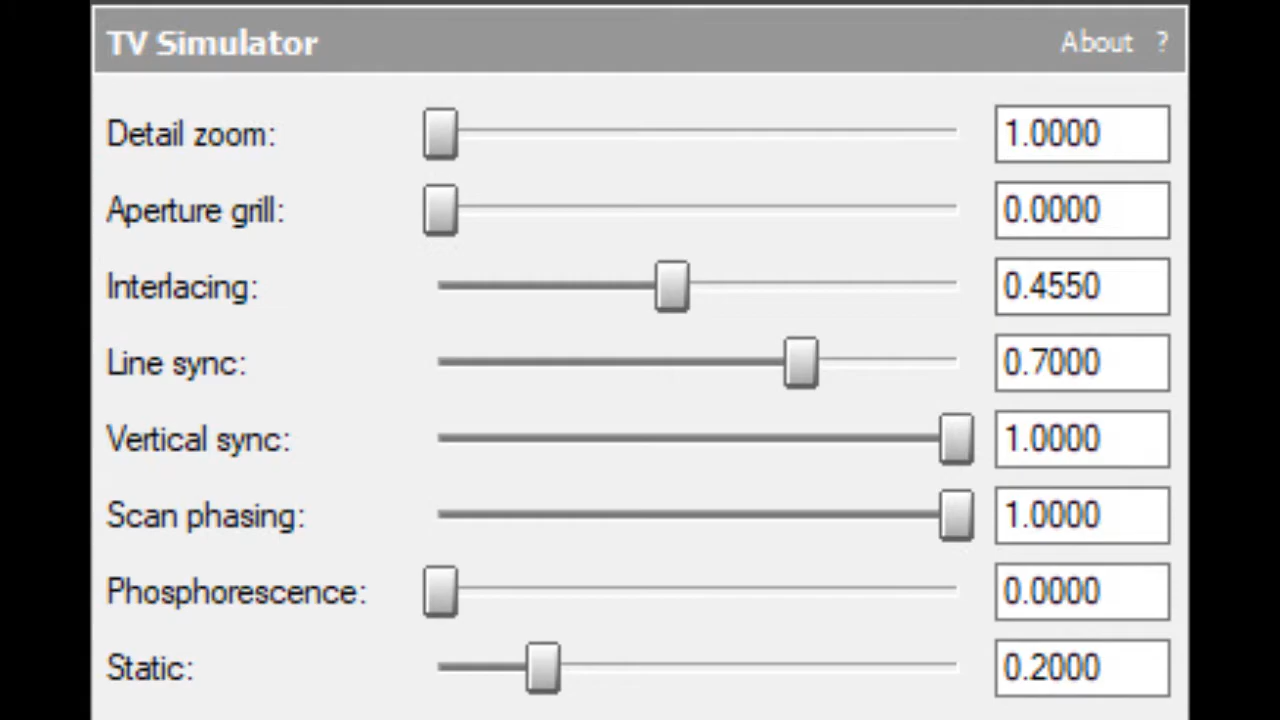 TV Simulator About ?
Detail zoom: 1.0000
Aperture grill: 0.0000
Interlacing: 0.4550
Line sync: 0.7000
Vertical sync: 1.0000
Scan phasing: 1.0000
Phosphorescence: 0.0000
Static: 0.2000